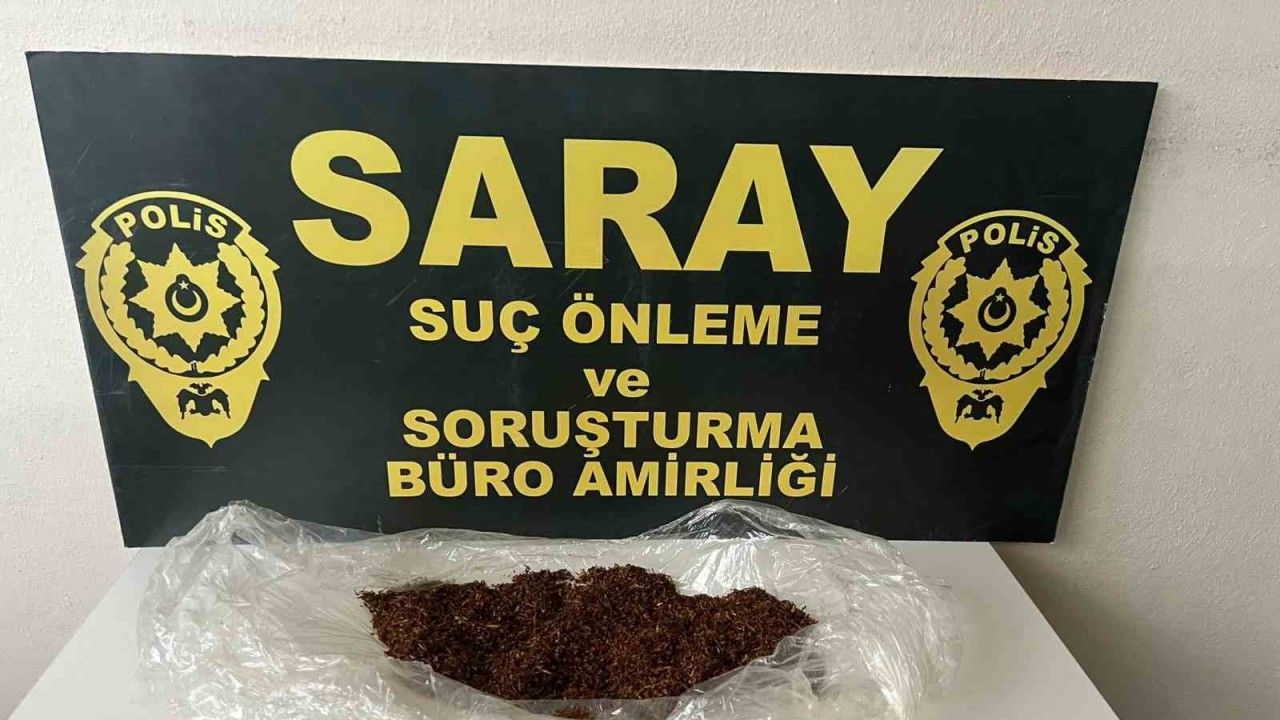 SARAY
POLİS
POLİS
SUÇ ÖNLEME
ve
SORUŞTURMA
BÜRO AMİRLİĞİ